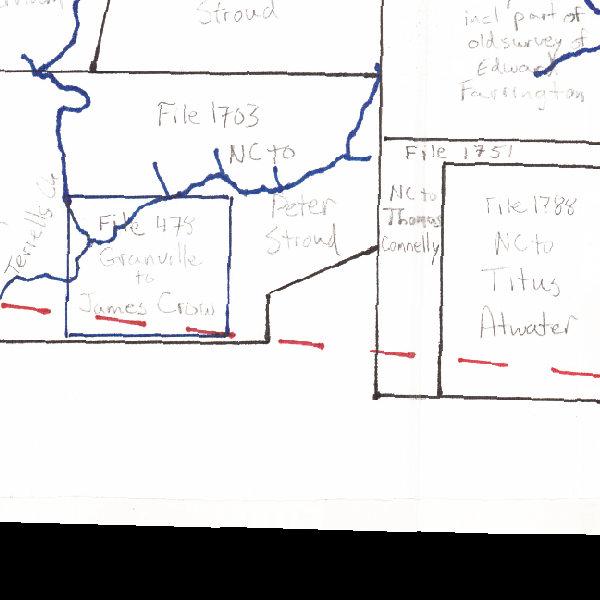 Stroud
incl part of
old survey of
Edward
Farrington
File 1703
NC to
Peter
Stroud
File 1751
NC to
Thomas
Connelly
File 1788
NC to
Titus
Atwater
File 478
Granville
to
James Crow
Terrells Ck